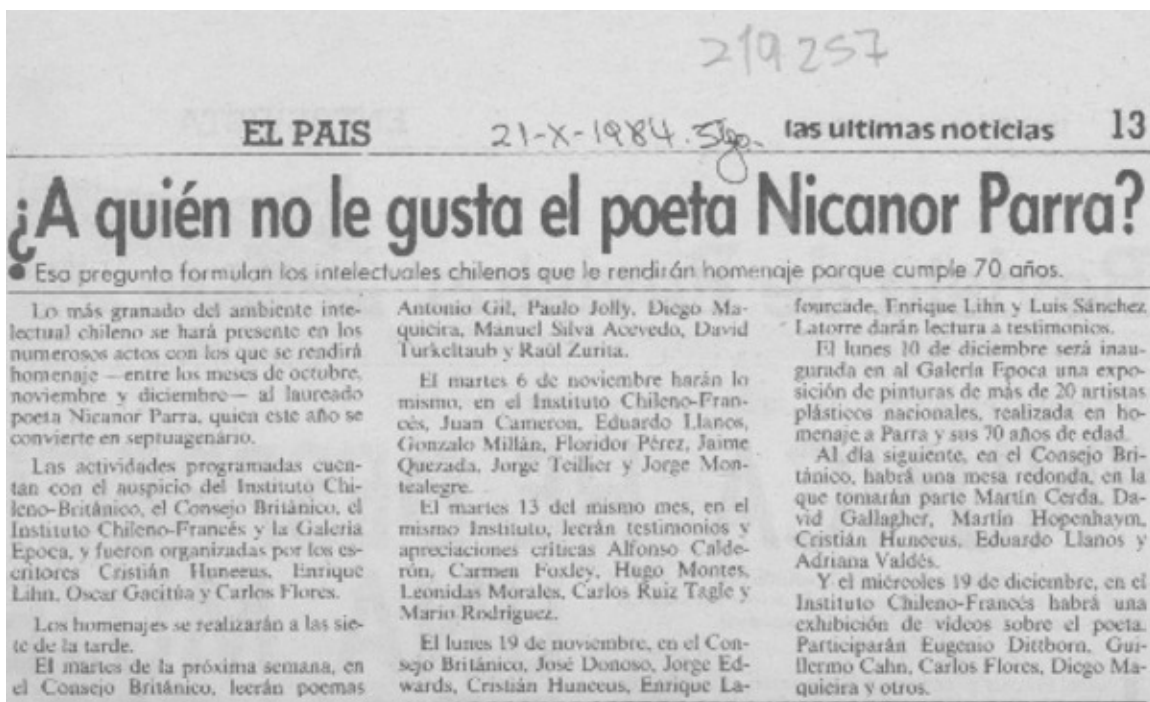 219257
EL PAIS
21-X-1984. Stgo.
las ultimas noticias 13
¿A quién no le gusta el poeta Nicanor Parra?
● Esa pregunta formulan los intelectuales chilenos que le rendirán homenaje porque cumple 70 años.
Lo más granado del ambiente inte-
lectual chileno se hará presente en los
numerosos actos con los que se rendirá
homenaje —entre los meses de octubre,
noviembre y diciembre— al laureado
poeta Nicanor Parra, quien este año se
convierte en septuagenário.
Las actividades programadas cuen-
tan con el auspicio del Instituto Chi-
leno-Británico, el Consejo Británico, el
Instituto Chileno-Francés y la Galería
Epoca, y fueron organizadas por los es-
critores Cristián Huneeus, Enrique
Lihn, Oscar Gacitúa y Carlos Flores.
Los homenajes se realizarán a las sie-
te de la tarde.
El martes de la próxima semana, en
el Consejo Británico, leerán poemas
Antonio Gil, Paulo Jolly, Diego Ma-
quieira, Manuel Silva Acevedo, David
Turkeltaub y Raúl Zurita.
El martes 6 de noviembre harán lo
mismo, en el Instituto Chileno-Fran-
cés, Juan Cameron, Eduardo Llanos,
Gonzalo Millán, Floridor Pérez, Jaime
Quezada, Jorge Teillier y Jorge Mon-
tealegre.
El martes 13 del mismo mes, en el
mismo Instituto, leerán testimonios y
apreciaciones críticas Alfonso Calde-
rón, Carmen Foxley, Hugo Montes,
Leonidas Morales, Carlos Ruiz Tagle y
Mario Rodríguez.
El lunes 19 de noviembre, en el Con-
sejo Británico, José Donoso, Jorge Ed-
wards, Cristián Huneeus, Enrique La-
fourcade, Enrique Lihn y Luis Sánchez
Latorre darán lectura a testimonios.
El lunes 10 de diciembre será inau-
gurada en al Galería Epoca una expo-
sición de pinturas de más de 20 artistas
plásticos nacionales, realizada en ho-
menaje a Parra y sus 70 años de edad.
Al día siguiente, en el Consejo Bri-
tánico, habrá una mesa redonda, en la
que tomarán parte Martín Cerda, Da-
vid Gallagher, Martín Hopenhaym,
Cristián Huneeus, Eduardo Llanos y
Adriana Valdés.
Y el miércoles 19 de diciembre, en el
Instituto Chileno-Francés habrá una
exhibición de videos sobre el poeta.
Participarán Eugenio Dittborn, Gui-
llermo Cahn, Carlos Flores, Diego Ma-
quieira y otros.